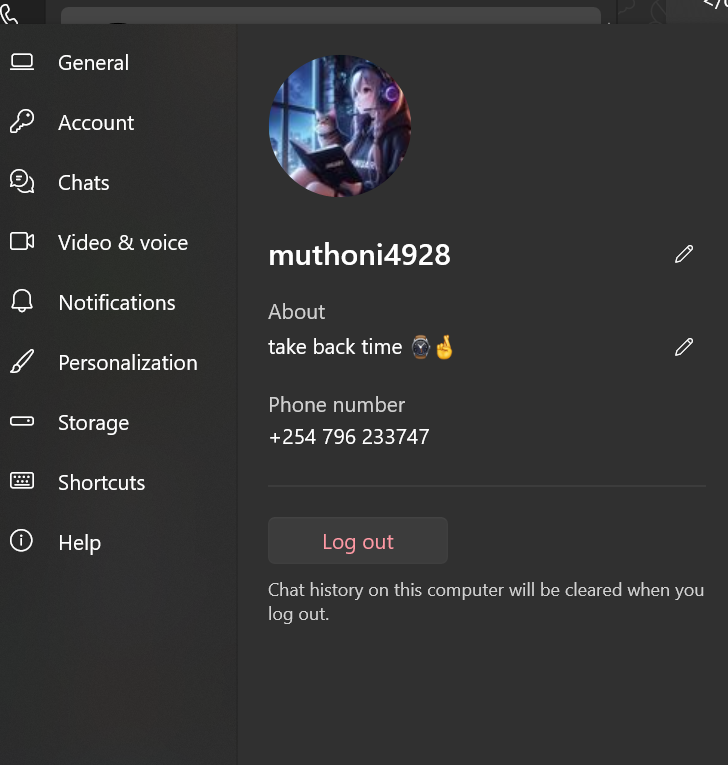 General
Account
Chats
Video & voice
Notifications
Personalization
Storage
Shortcuts
Help
muthoni4928
About
take back time ⌚🤞
Phone number
+254 796 233747
Log out
Chat history on this computer will be cleared when you
log out.